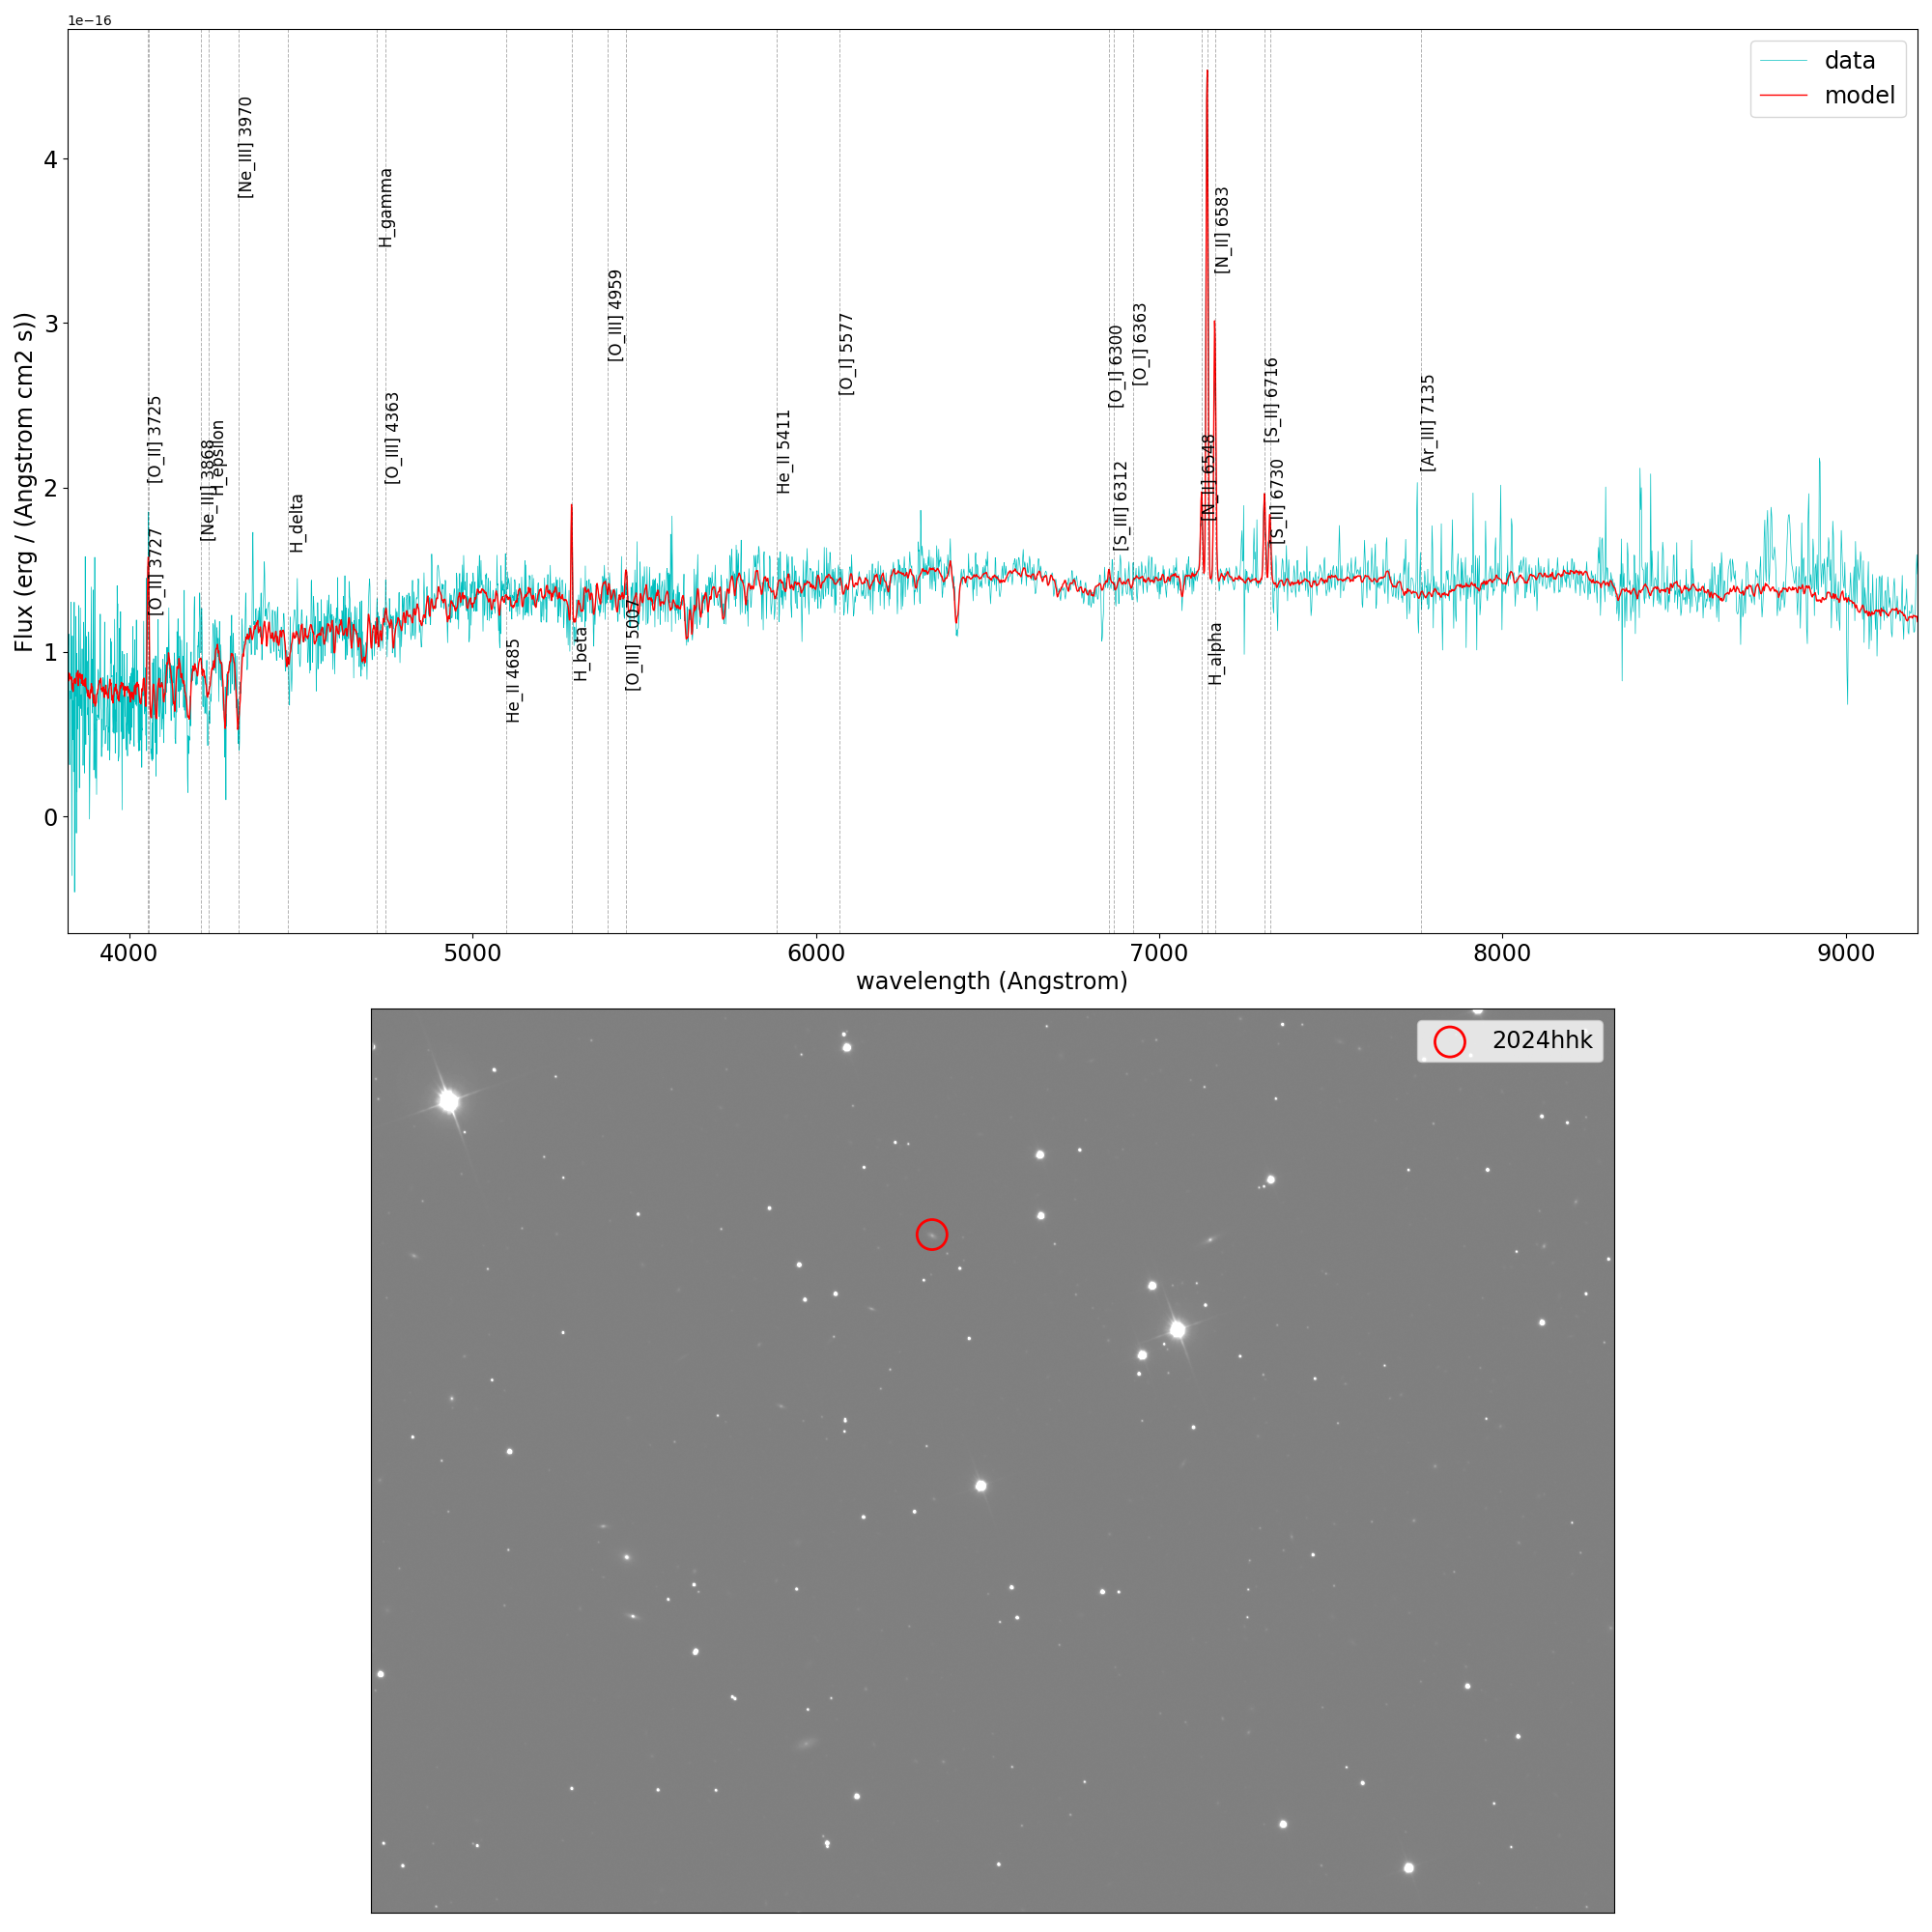 1e−16
data
model
[Ne_III] 3970
H_gamma
[N_II] 6583
[O_III] 4959
[O_I] 5577
[O_I] 6300
[O_I] 6363
[S_II] 6716
[Ar_III] 7135
[O_II] 3725
[O_III] 4363
He_II 5411
[Ne_III] 3868
H_epsilon
[N_II] 6548
[S_III] 6312
[S_II] 6730
H_delta
[O_II] 3727
[O_III] 5007
H_beta
He_II 4685
H_alpha
4
3
2
1
0
Flux (erg / (Angstrom cm2 s))
4000 5000 6000 7000 8000 9000
wavelength (Angstrom)
2024hhk